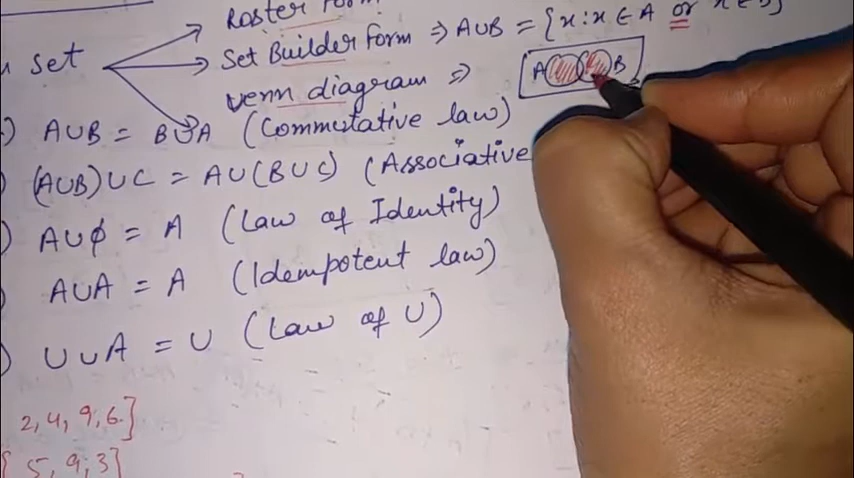 Roster Form
set
Set Builder Form ⇒ A∪B = {x : x ∈ A or x ∈ B}
Venn diagram ⇒ A B
) A∪B = B∪A (Commutative law)
) (A∪B)∪C = A∪(B∪C) (Associative
) A∪ϕ = A (Law of Identity)
) A∪A = A (Idempotent law)
) U∪A = U (Law of U)
2, 4, 9, 6.}
{ 5, 9, 3}